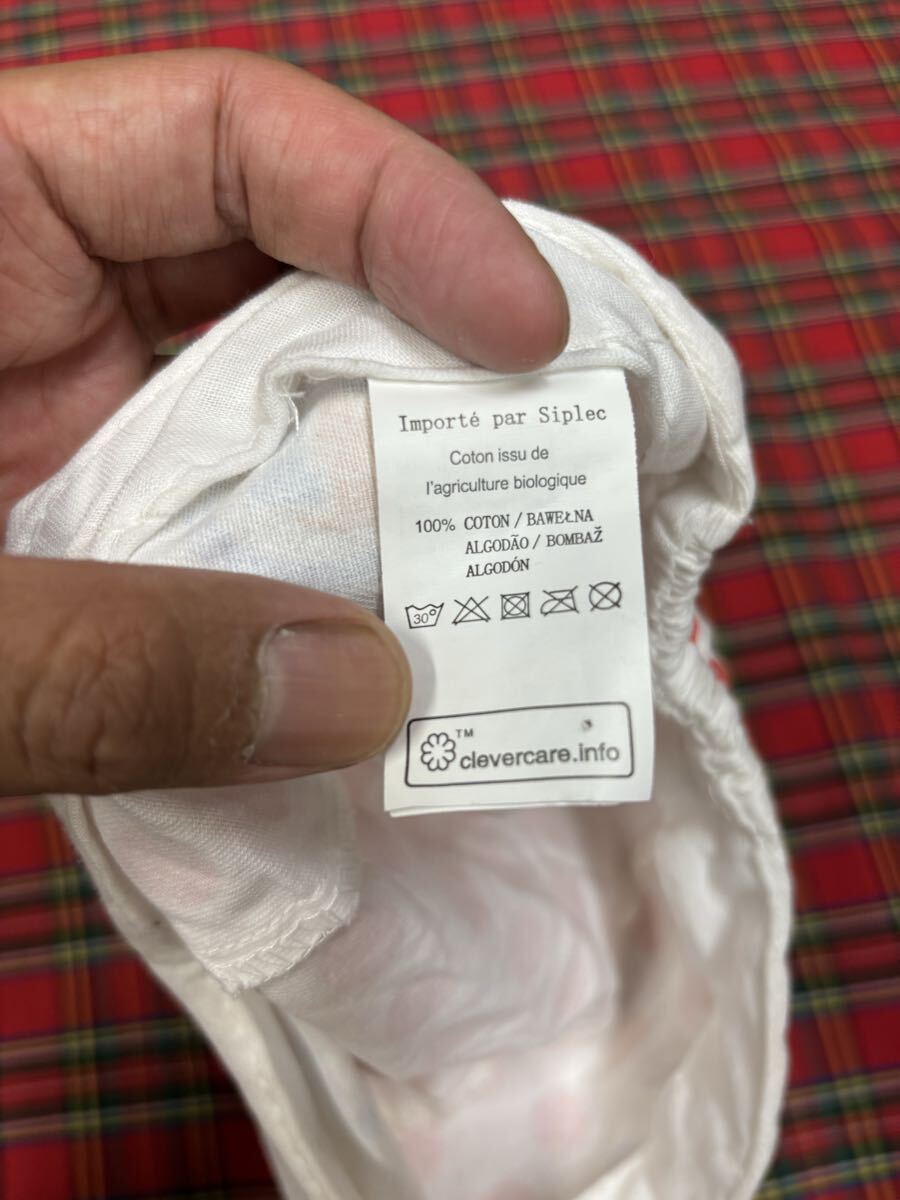 Importé par Siplec
Coton issu de
l'agriculture biologique
100% COTON / BAWEŁNA
ALGODÃO / BOMBAŽ
ALGODÓN
30°
TM
clevercare.info